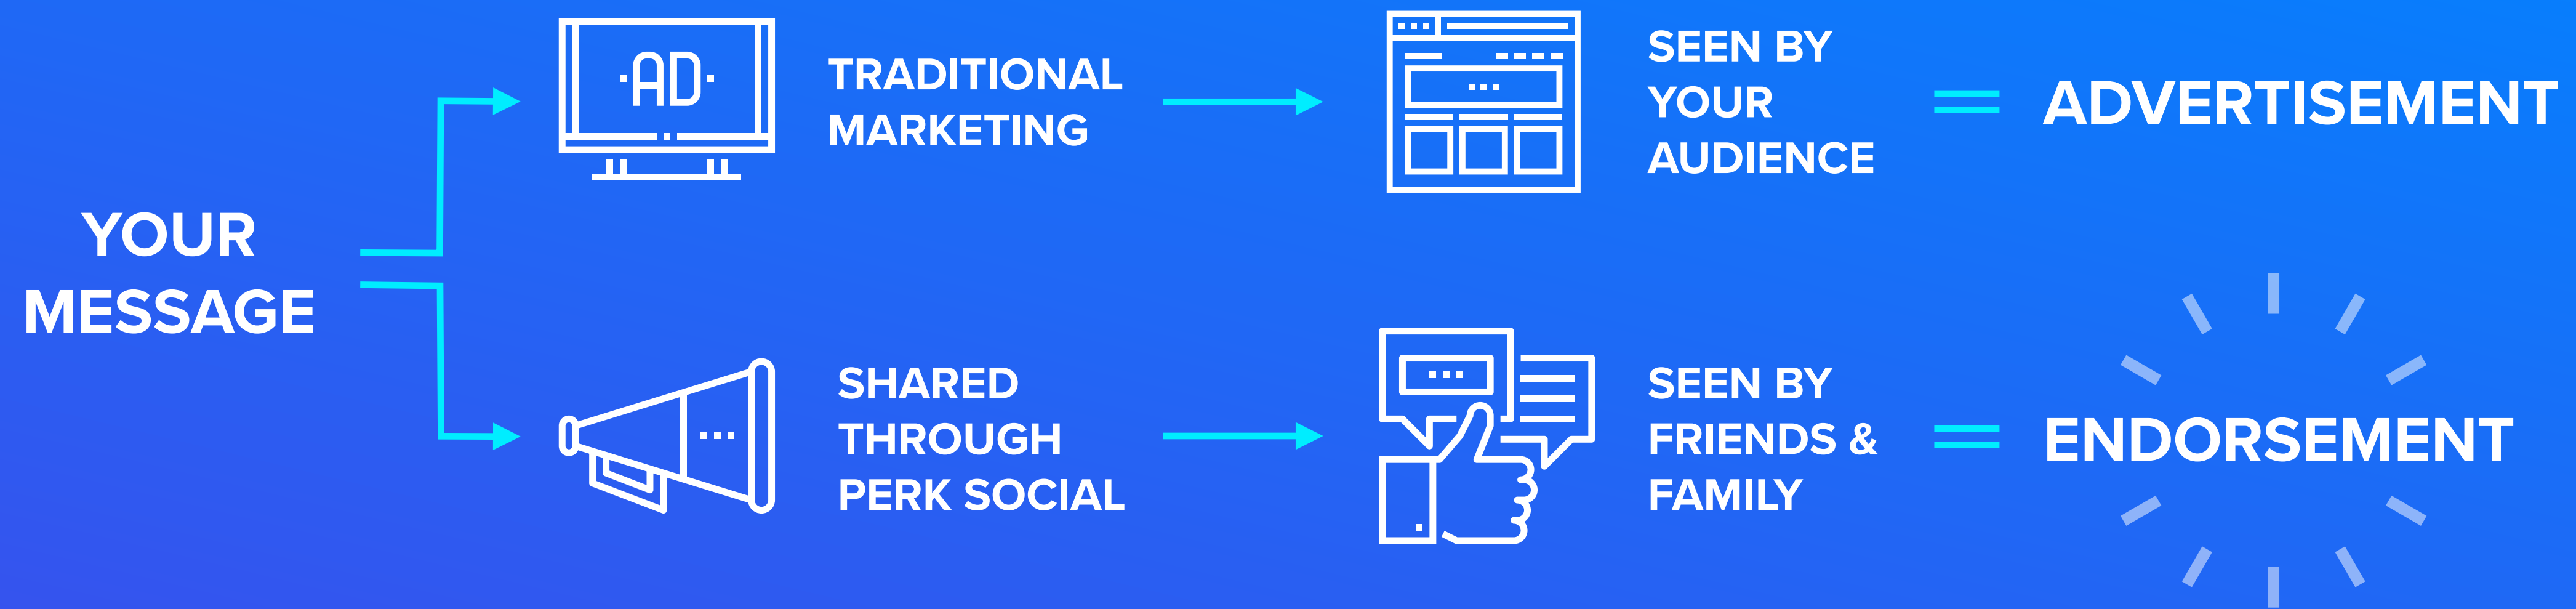 YOUR
MESSAGE
AD
TRADITIONAL
MARKETING
SEEN BY
YOUR
AUDIENCE
=
ADVERTISEMENT
SHARED
THROUGH
PERK SOCIAL
SEEN BY
FRIENDS &
FAMILY
=
ENDORSEMENT